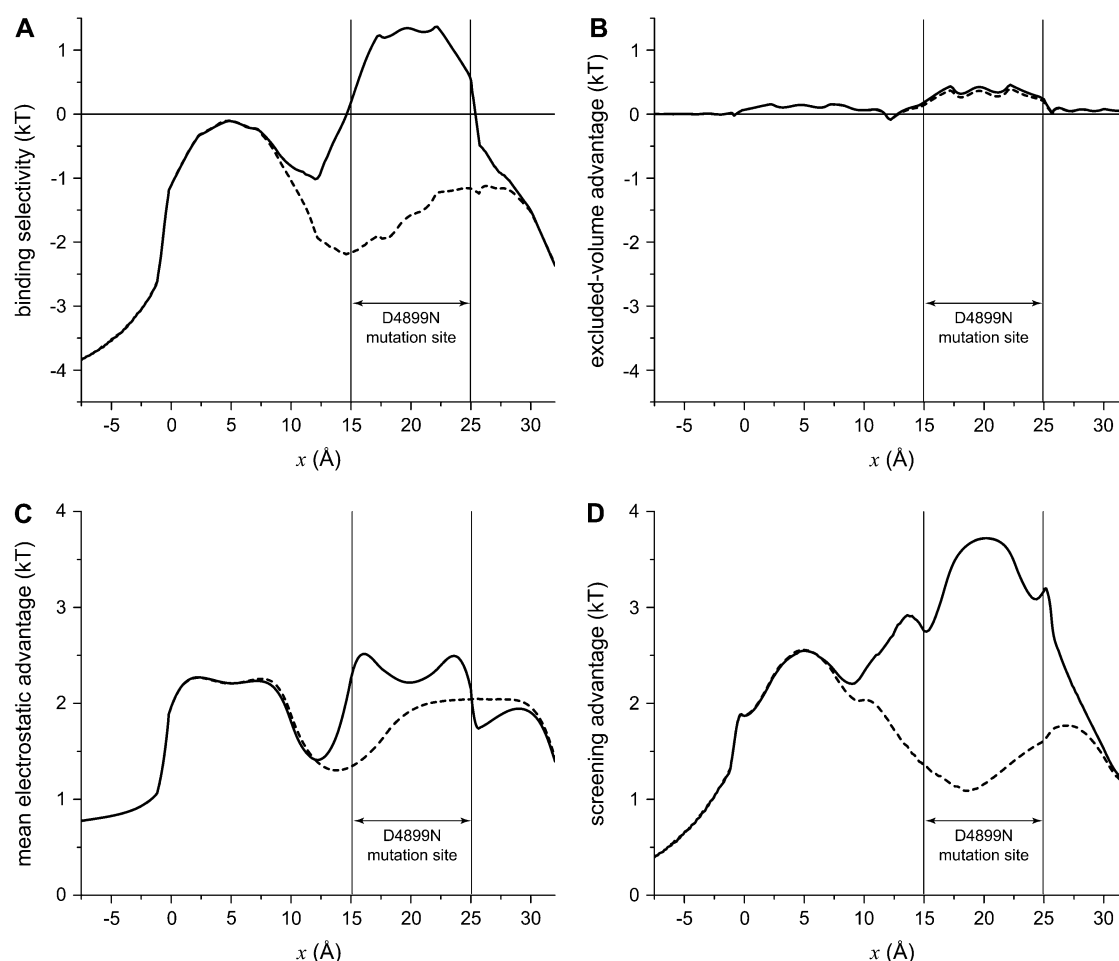 A
binding selectivity (kT)
1
0
-1
-2
-3
-4
D4899N
mutation site
-5 0 5 10 15 20 25 30
x (Å)
B
excluded-volume advantage (kT)
1
0
-1
-2
-3
-4
D4899N
mutation site
-5 0 5 10 15 20 25 30
x (Å)
C
mean electrostatic advantage (kT)
4
3
2
1
0
D4899N
mutation site
-5 0 5 10 15 20 25 30
x (Å)
D
screening advantage (kT)
4
3
2
1
0
D4899N
mutation site
-5 0 5 10 15 20 25 30
x (Å)